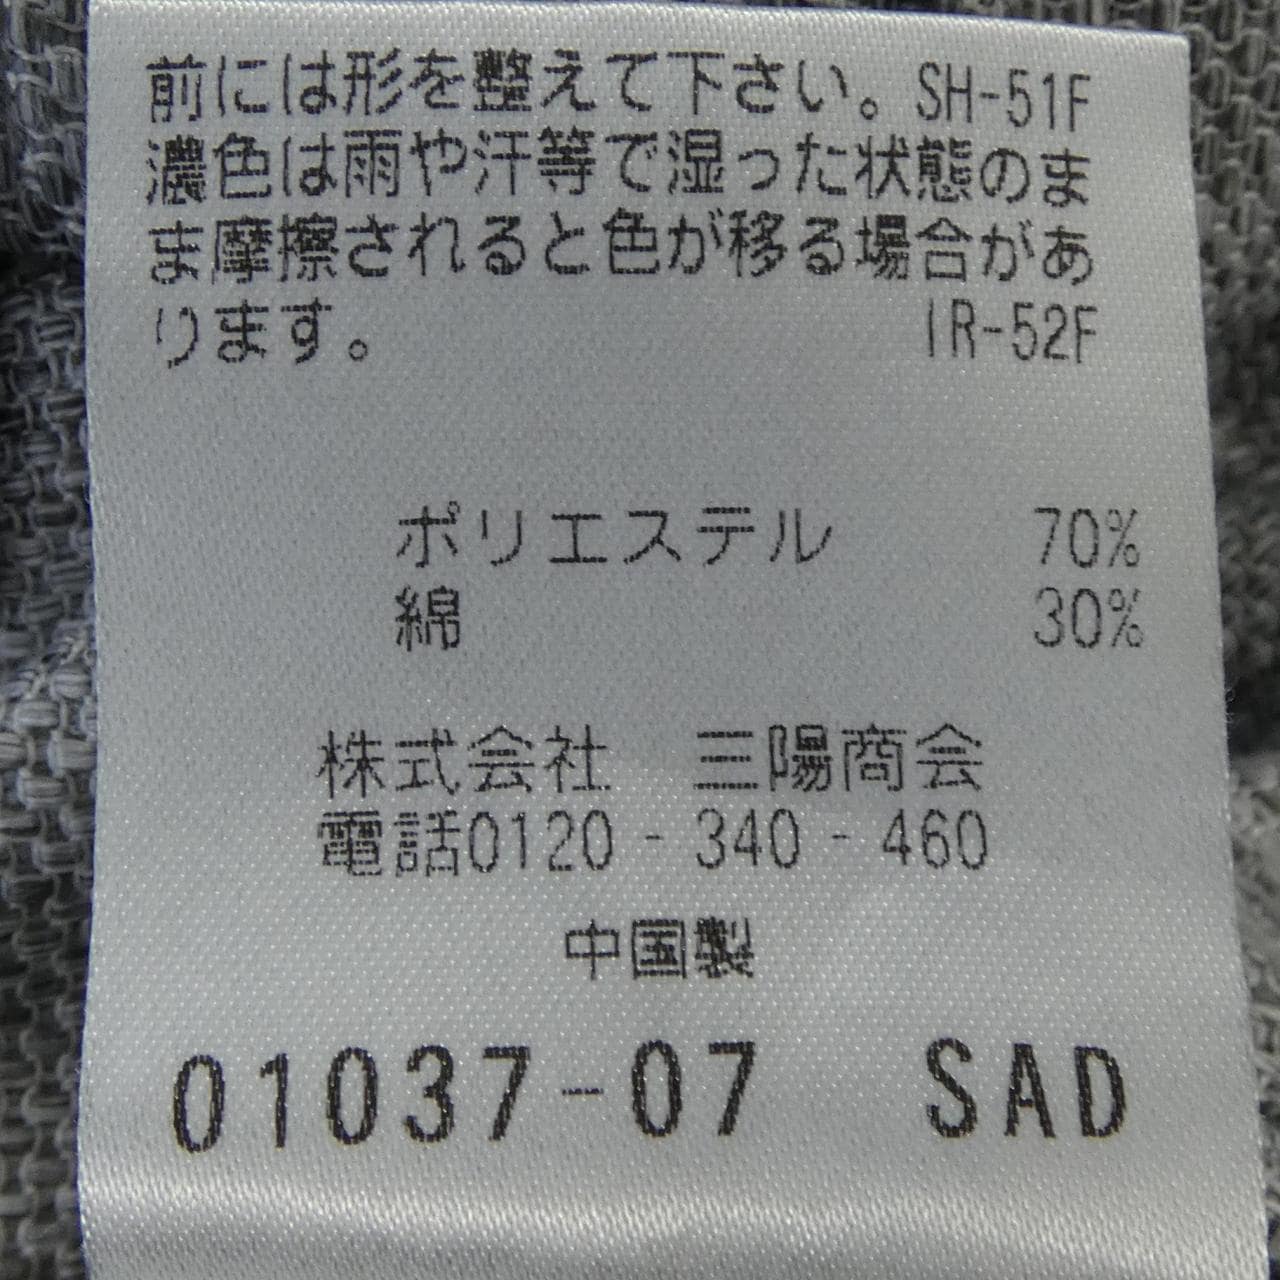 前には形を整えて下さい。SH-51F
濃色は雨や汗等で湿った状態のま
ま摩擦されると色が移る場合があ
ります。 IR-52F
ポリエステル 70%
綿 30%
株式会社 三陽商会
電話0120-340-460
中国製
01037-07 SAD